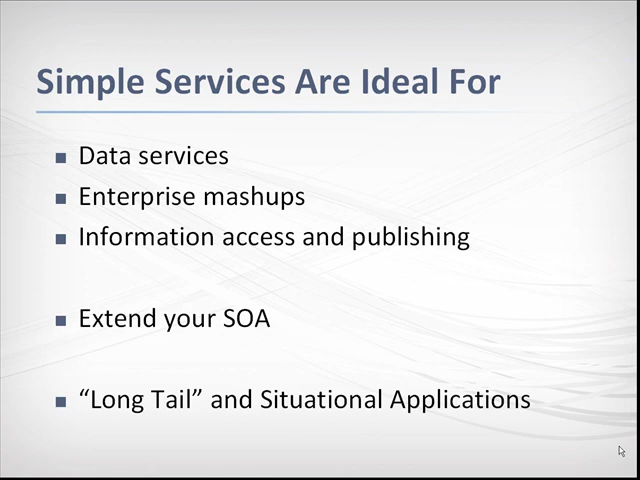 Simple Services Are Ideal For
Data services
Enterprise mashups
Information access and publishing
Extend your SOA
“Long Tail” and Situational Applications